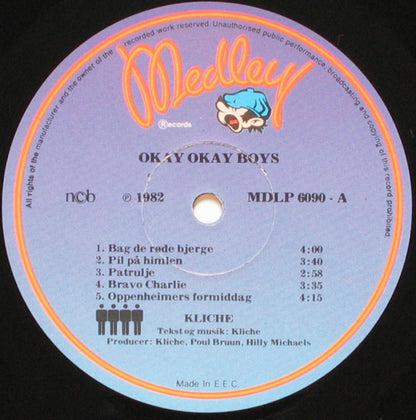 All rights of the manufacturer and the owner of the recorded work reserved. Unauthorised public performance, broadcasting and copying of this record prohibited.
Medley
®ecords
OKAY OKAY BOYS
n©b ℗ 1982 MDLP 6090 - A
1. Bag de røde bjerge 4:00
2. Pil på himlen 3:40
3. Patrulje 2:58
4. Bravo Charlie 3:35
5. Oppenheimers formiddag 4:15
KLICHE
Tekst og musik: Kliche
Producer: Kliche, Poul Bruun, Hilly Michaels
Made in E.E.C.